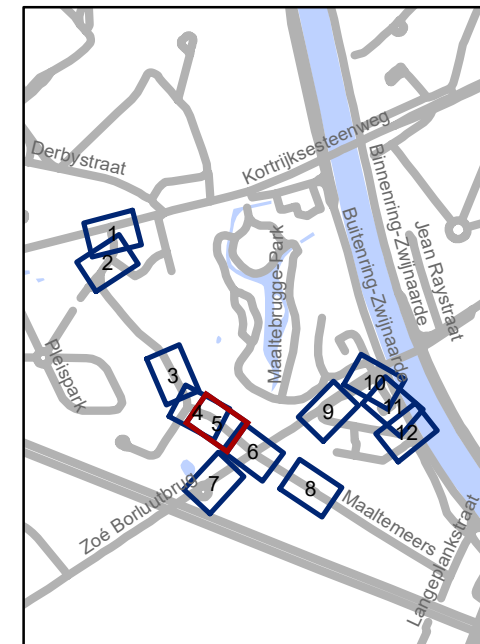 Derbystraat
Kortrijksesteenweg
Binnenring-Zwijnaarde
Jean Raystraat
Buitenring-Zwijnaarde
Maaltebrugge-Park
Pleispark
1
2
3
4
5
6
7
8
9
10
11
12
Zoé Borluutbrug
Maaltemeers
Langeplankstraat